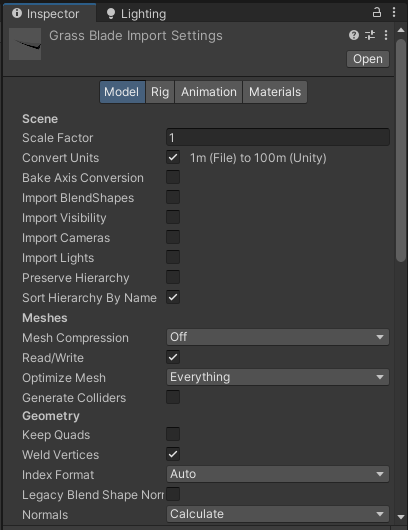 Inspector
Lighting
Grass Blade Import Settings
Open
Model Rig Animation Materials
Scene
Scale Factor 1
Convert Units 1m (File) to 100m (Unity)
Bake Axis Conversion
Import BlendShapes
Import Visibility
Import Cameras
Import Lights
Preserve Hierarchy
Sort Hierarchy By Name
Meshes
Mesh Compression Off
Read/Write
Optimize Mesh Everything
Generate Colliders
Geometry
Keep Quads
Weld Vertices
Index Format Auto
Legacy Blend Shape Norr
Normals Calculate